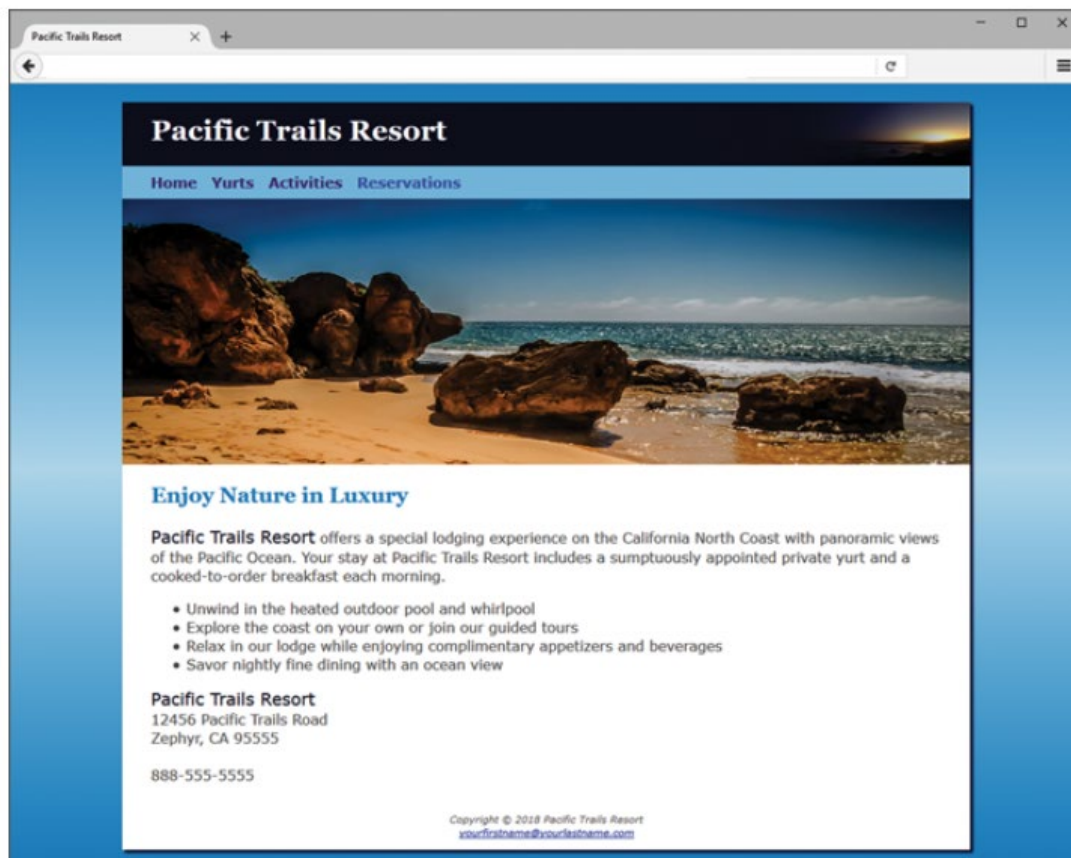 Pacific Trails Resort
Pacific Trails Resort
Home Yurts Activities Reservations
Enjoy Nature in Luxury
Pacific Trails Resort offers a special lodging experience on the California North Coast with panoramic views
of the Pacific Ocean. Your stay at Pacific Trails Resort includes a sumptuously appointed private yurt and a
cooked-to-order breakfast each morning.
• Unwind in the heated outdoor pool and whirlpool
• Explore the coast on your own or join our guided tours
• Relax in our lodge while enjoying complimentary appetizers and beverages
• Savor nightly fine dining with an ocean view
Pacific Trails Resort
12456 Pacific Trails Road
Zephyr, CA 95555
888-555-5555
Copyright © 2018 Pacific Trails Resort
yourfirstname@yourlastname.com